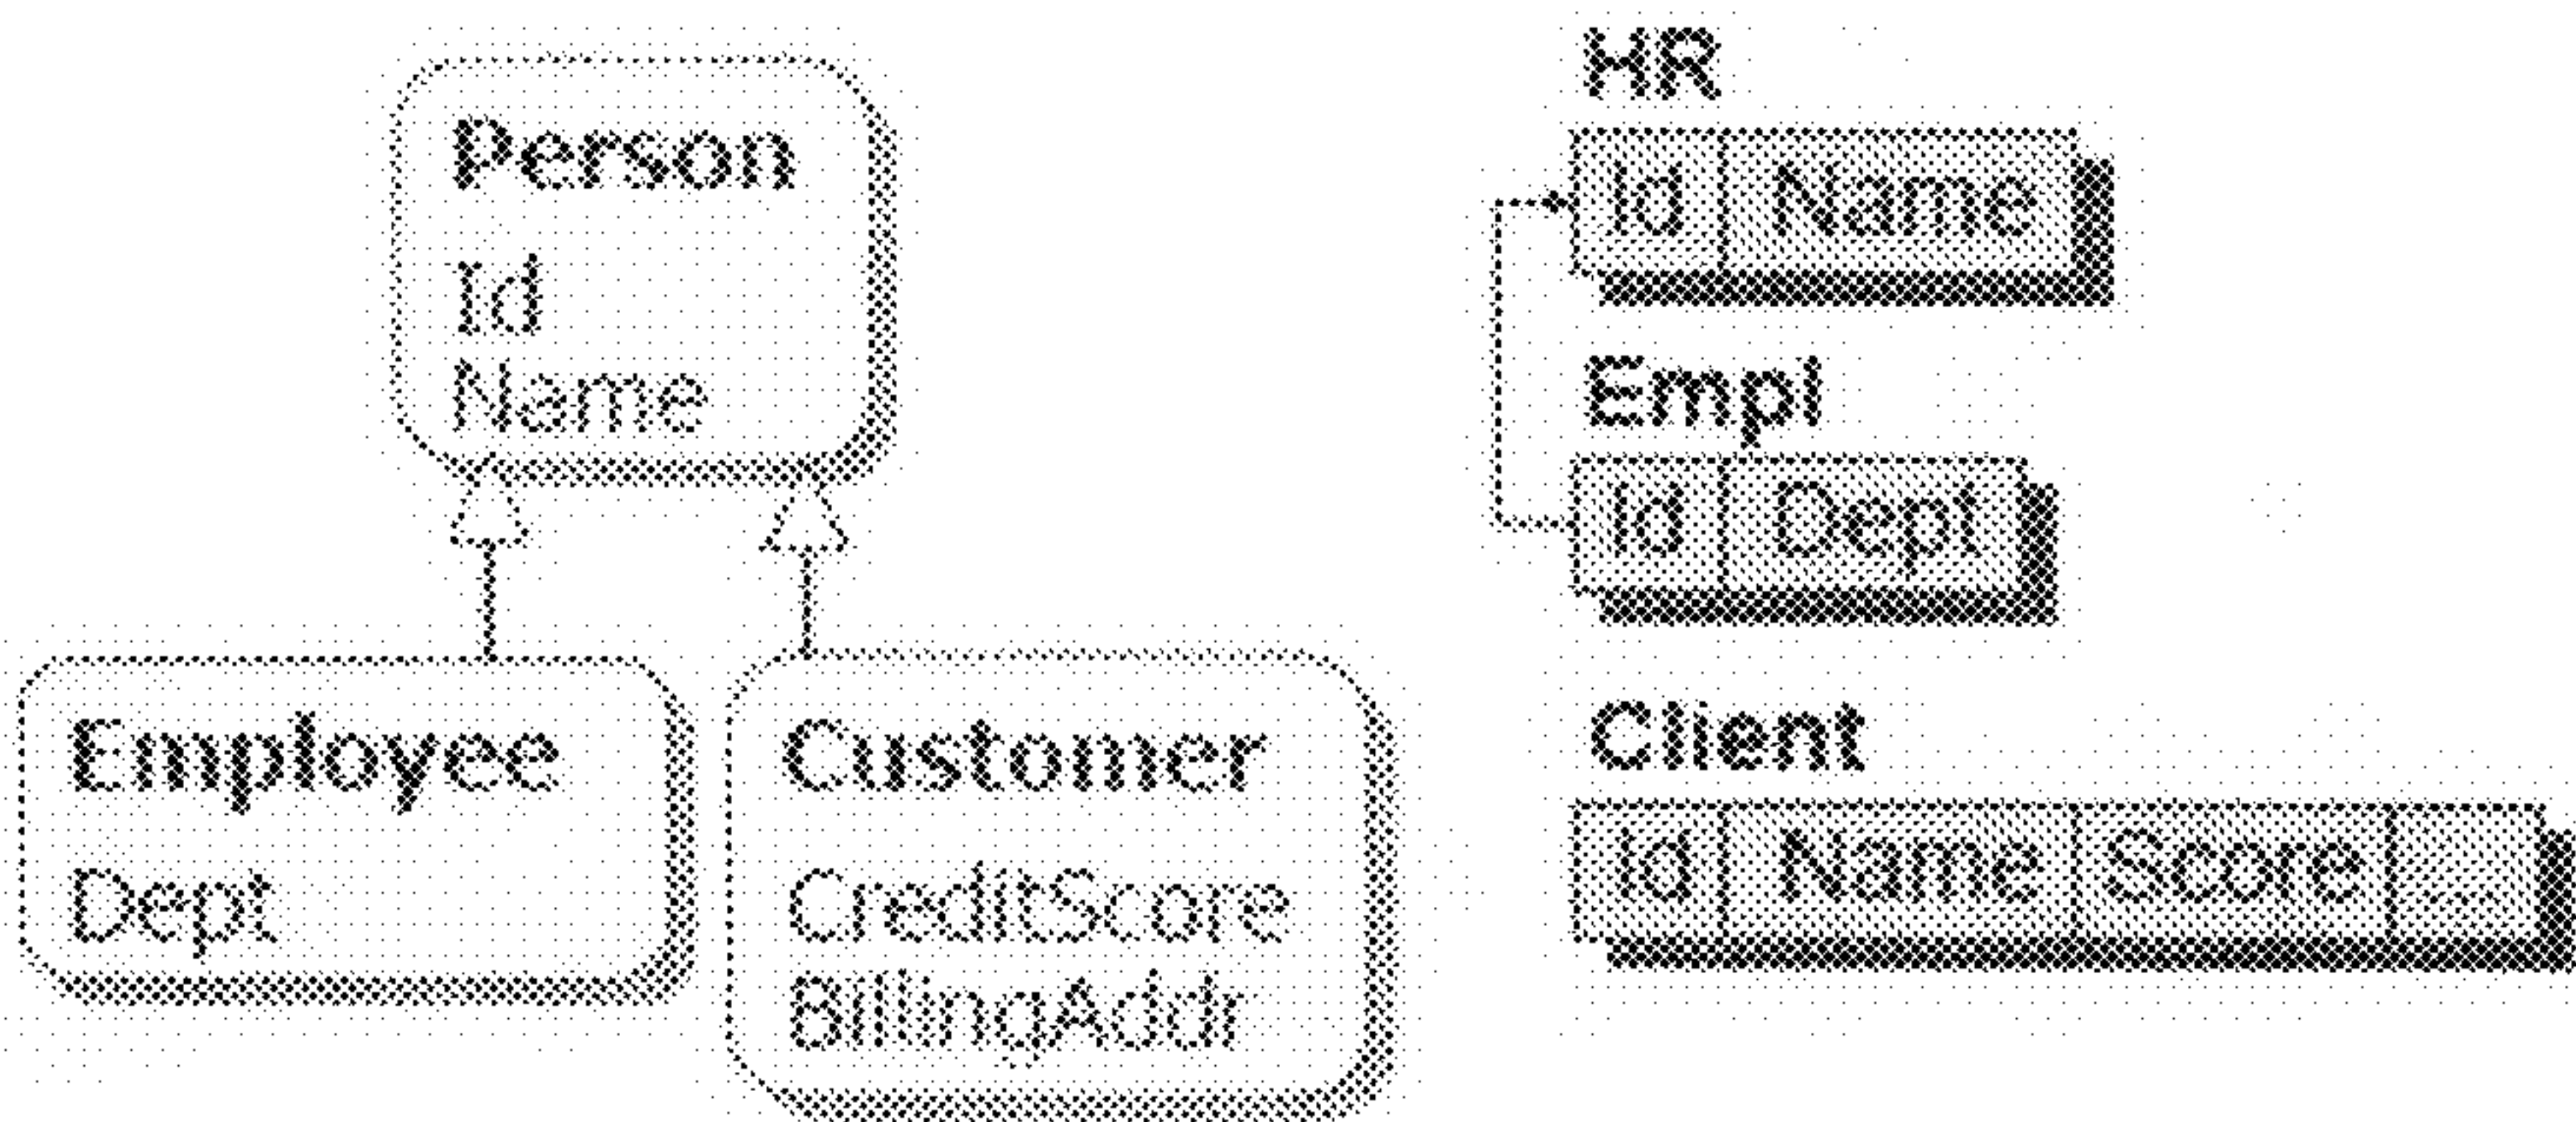 Person
Id
Name
Employee
Dept
Customer
CreditScore
BillingAddr
HR
Id Name
Empl
Id Dept
Client
Id Name Score ...